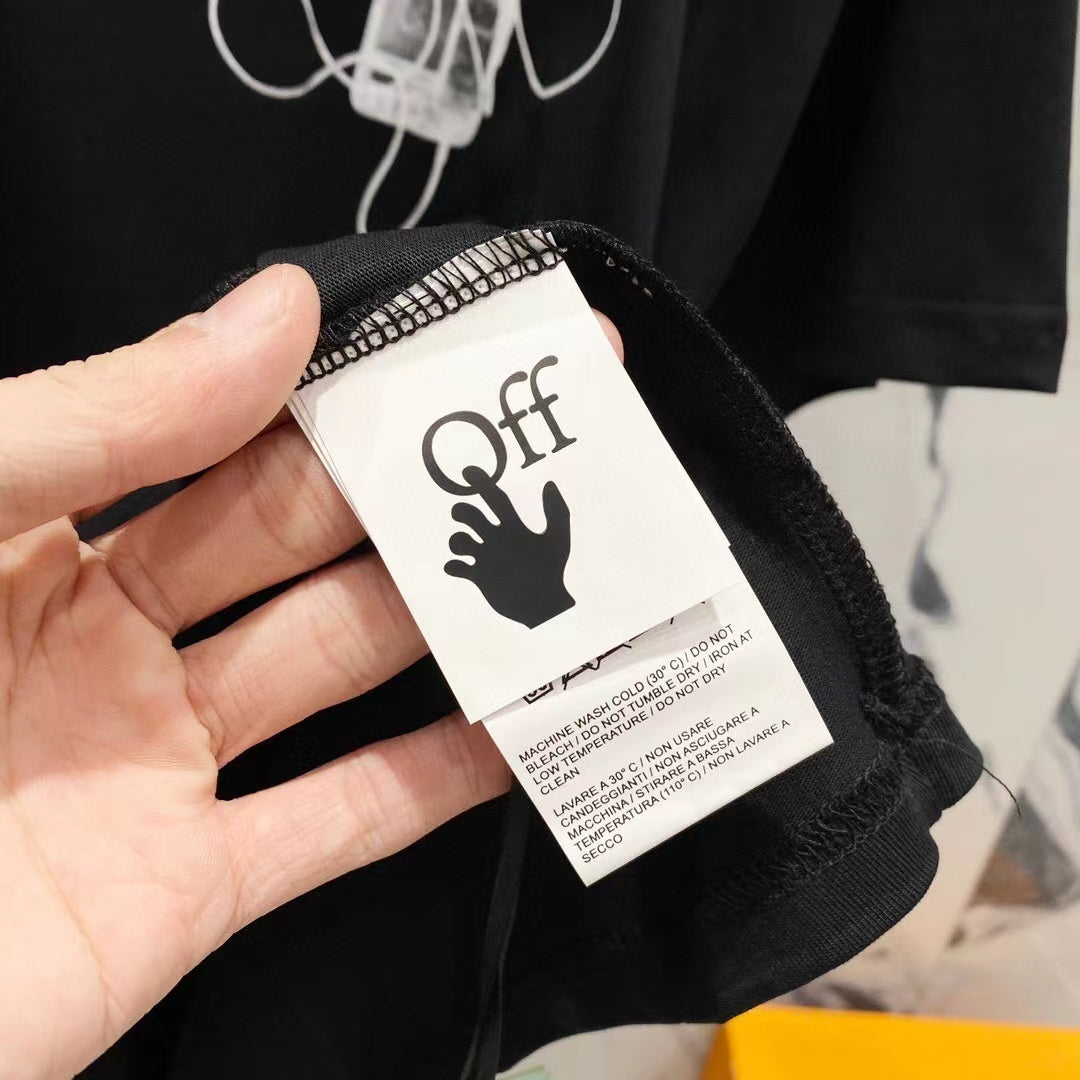 Off
MACHINE WASH COLD (30° C) / DO NOT
BLEACH / DO NOT TUMBLE DRY / IRON AT
LOW TEMPERATURE / DO NOT DRY
CLEAN
LAVARE A 30° C / NON USARE
CANDEGGIANTI / NON ASCIUGARE A
MACCHINA / STIRARE A BASSA
TEMPERATURA (110° C) / NON LAVARE A
SECCO